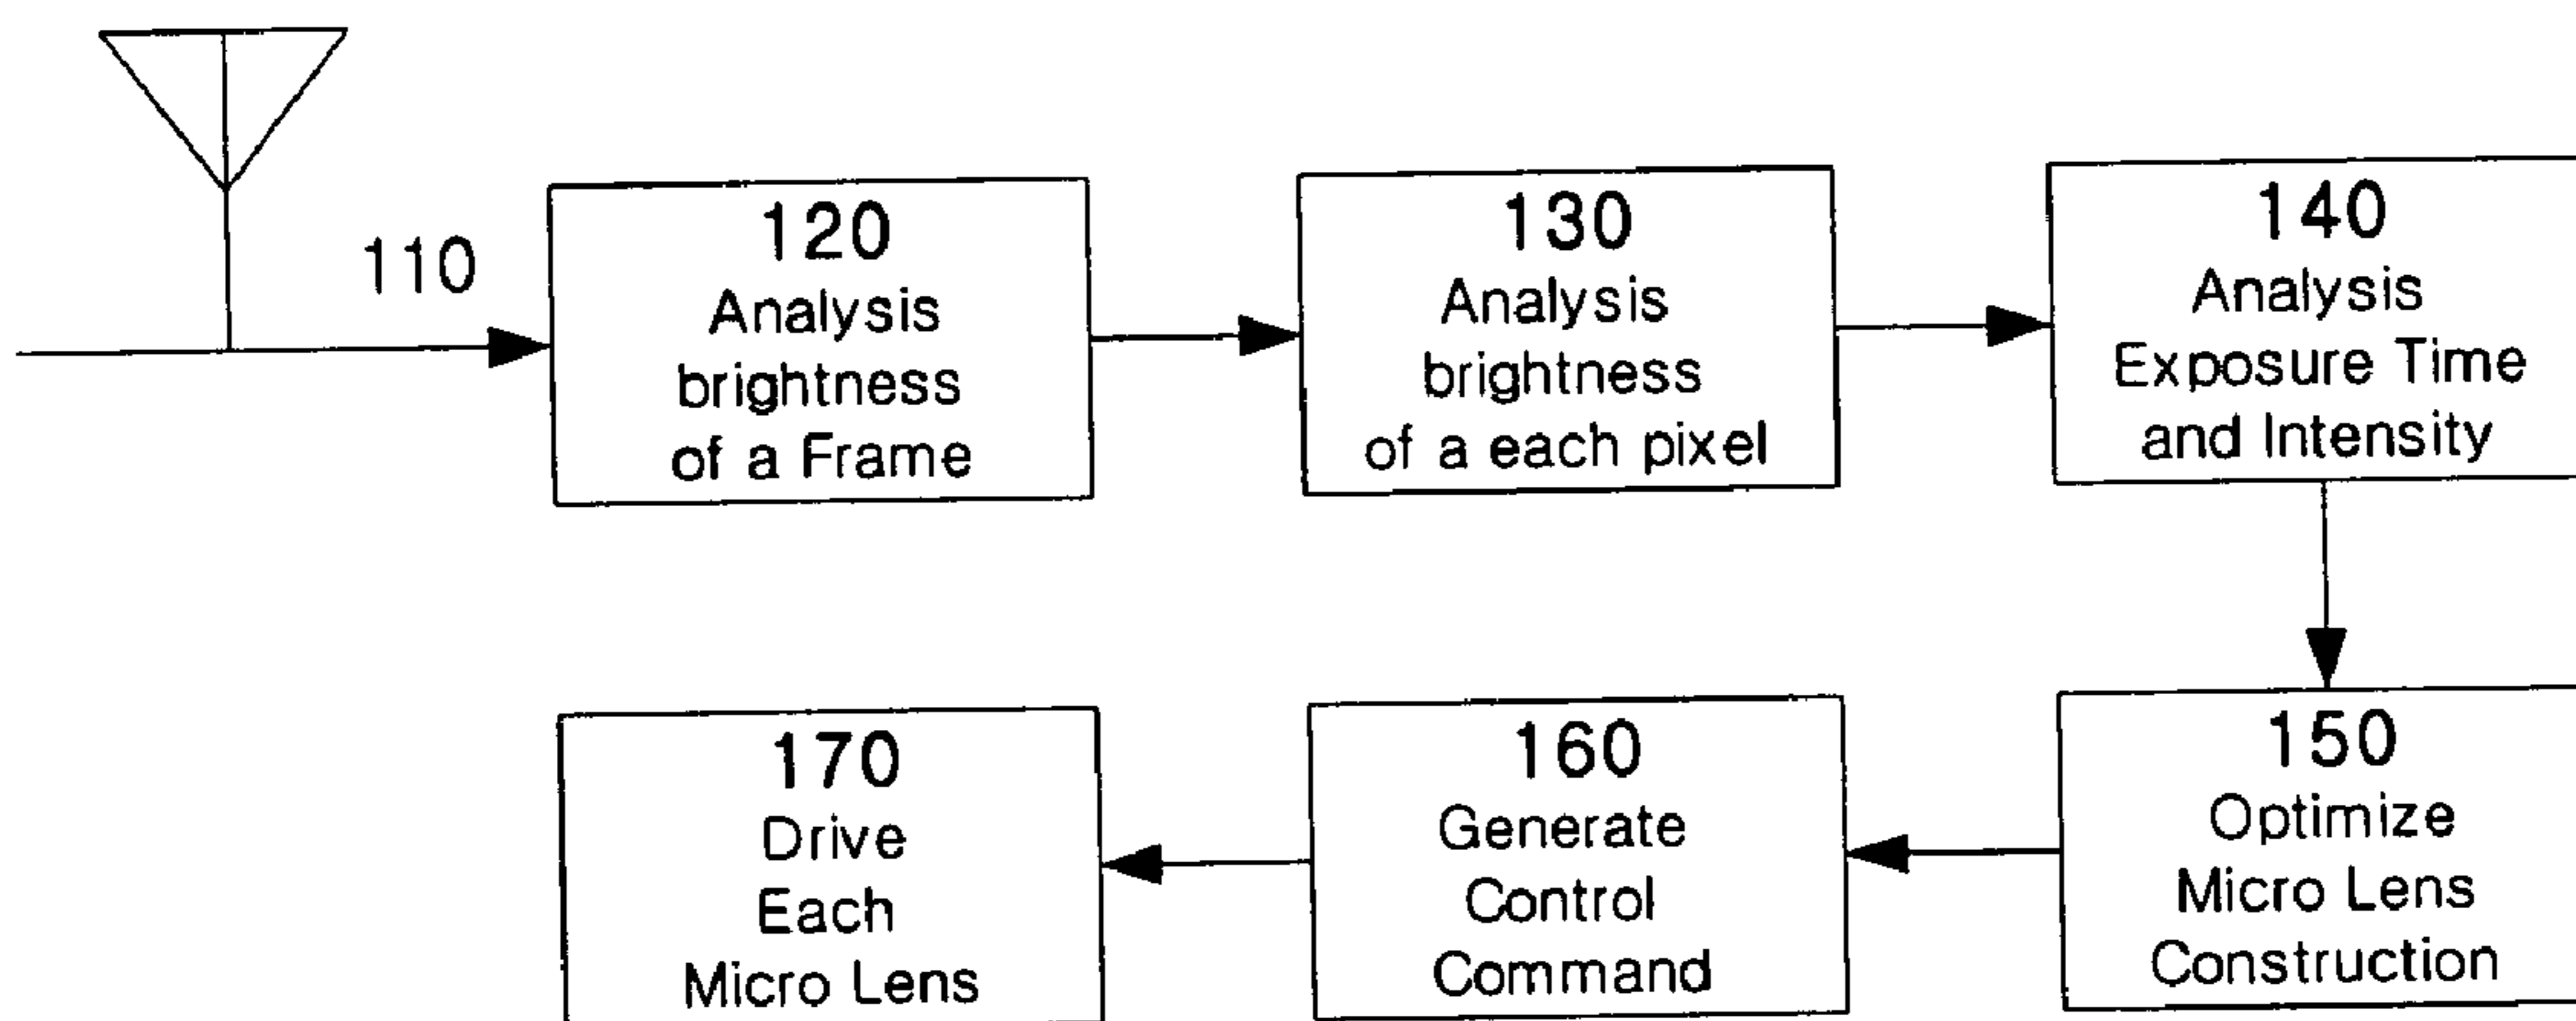 110
120
Analysis
brightness
of a Frame
130
Analysis
brightness
of a each pixel
140
Analysis
Exposure Time
and Intensity
150
Optimize
Micro Lens
Construction
160
Generate
Control
Command
170
Drive
Each
Micro Lens